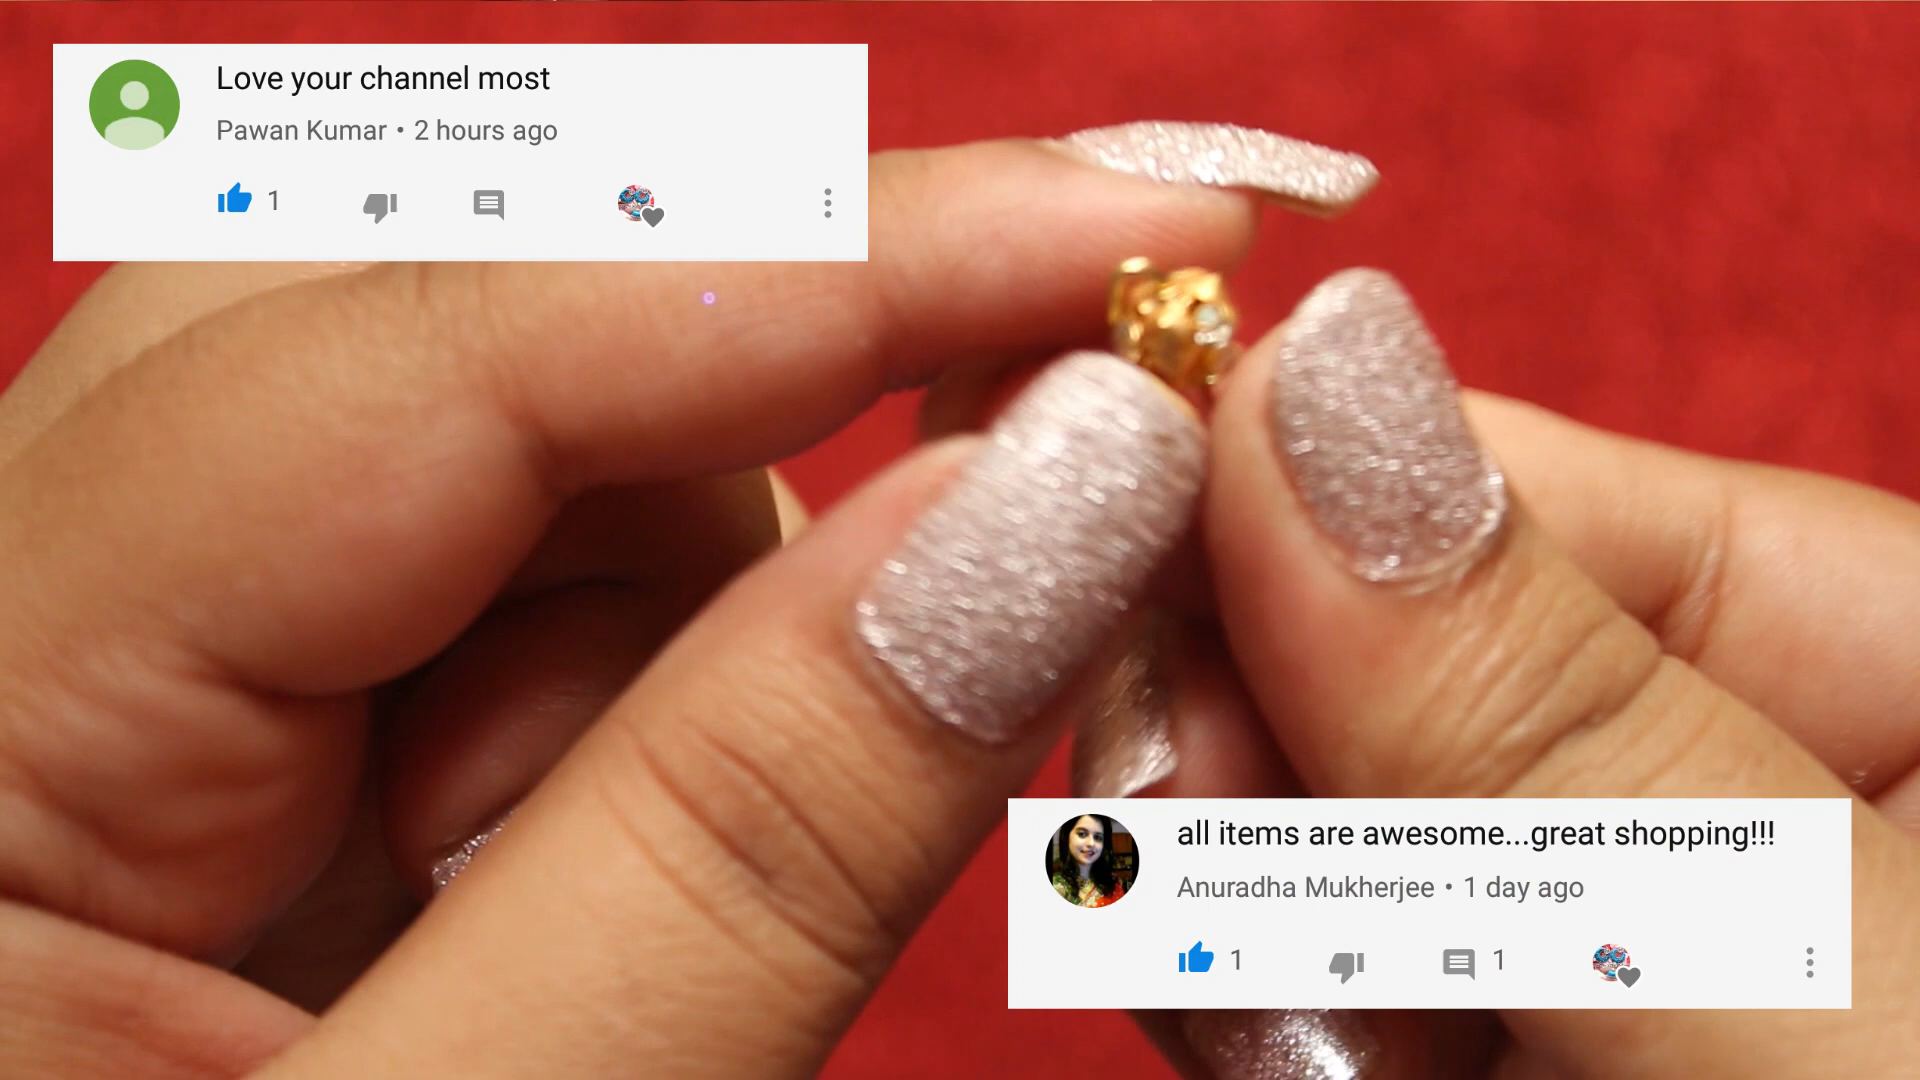 Love your channel most
Pawan Kumar • 2 hours ago
1
all items are awesome...great shopping!!!
Anuradha Mukherjee • 1 day ago
1 1